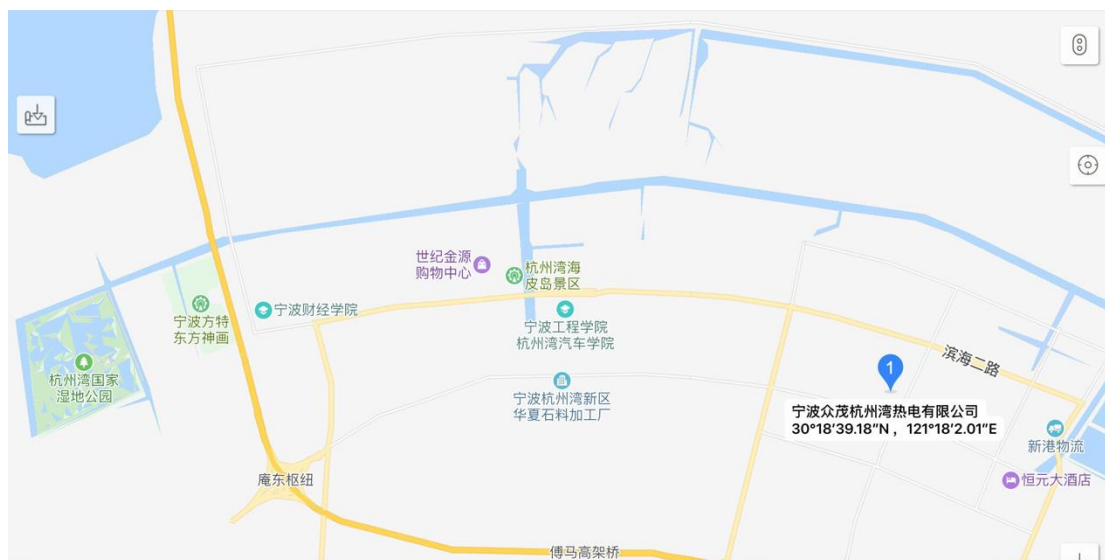 世纪金源
购物中心
杭州湾海
皮岛景区
宁波方特
东方神画
宁波财经学院
宁波工程学院
杭州湾汽车学院
滨海二路
杭州湾国家
湿地公园
宁波杭州湾新区
华夏石料加工厂
1
宁波众茂杭州湾热电有限公司
30°18′39.18″N，121°18′2.01″E
新港物流
恒元大酒店
庵东枢纽
傅马高架桥